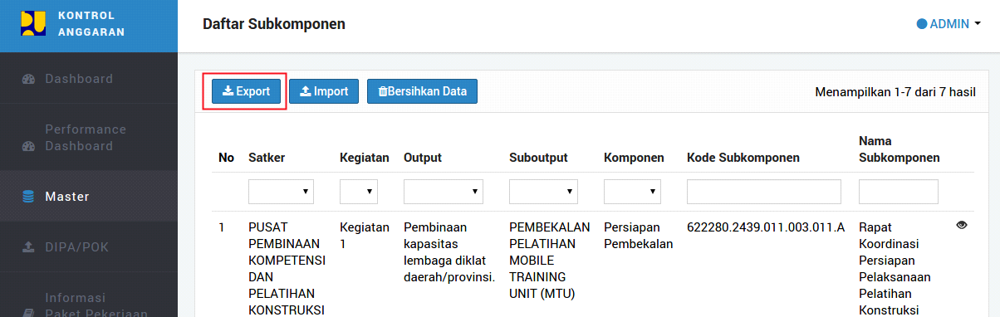 KONTROL
ANGGARAN
Daftar Subkomponen
ADMIN
Dashboard
Performance
Dashboard
Master
DIPA/POK
Informasi
Paket Pekerjaan
Export
Import
Bersihkan Data
Menampilkan 1-7 dari 7 hasil
No Satker Kegiatan Output Suboutput Komponen Kode Subkomponen Nama
Subkomponen
1 PUSAT Kegiatan Pembinaan PEMBEKALAN Persiapan 622280.2439.011.003.011.A Rapat
PEMBINAAN 1 kapasitas PELATIHAN Pembekalan Koordinasi
KOMPETENSI lembaga diklat MOBILE Persiapan
DAN daerah/provinsi. TRAINING Pelaksanaan
PELATIHAN UNIT (MTU) Pelatihan
KONSTRUKSI Konstruksi